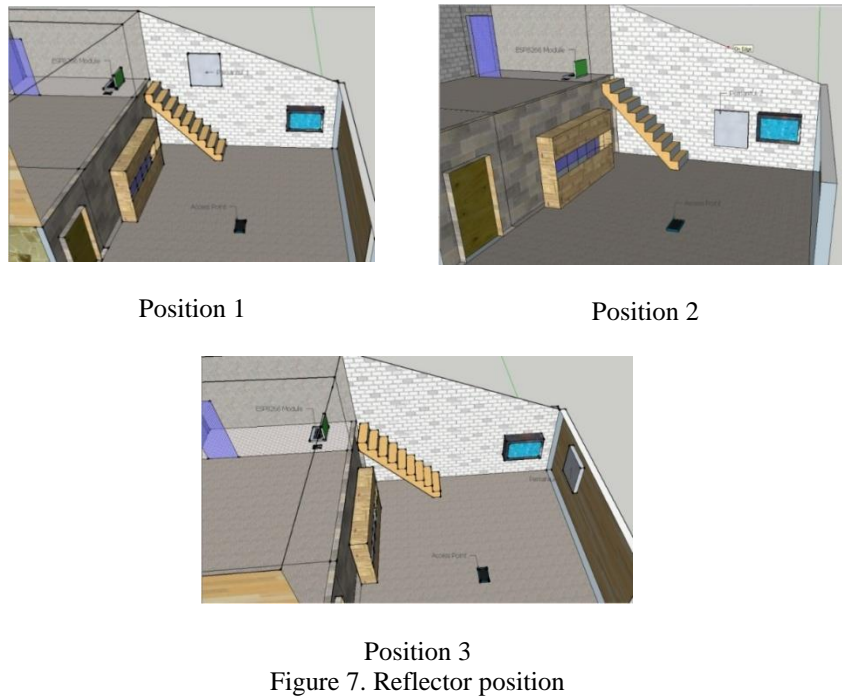 ESP8266 Module
Access Point
Position 1
ESP8266 Module
Access Point
Position 2
ESP8266 Module
Access Point
Position 3
Figure 7. Reflector position